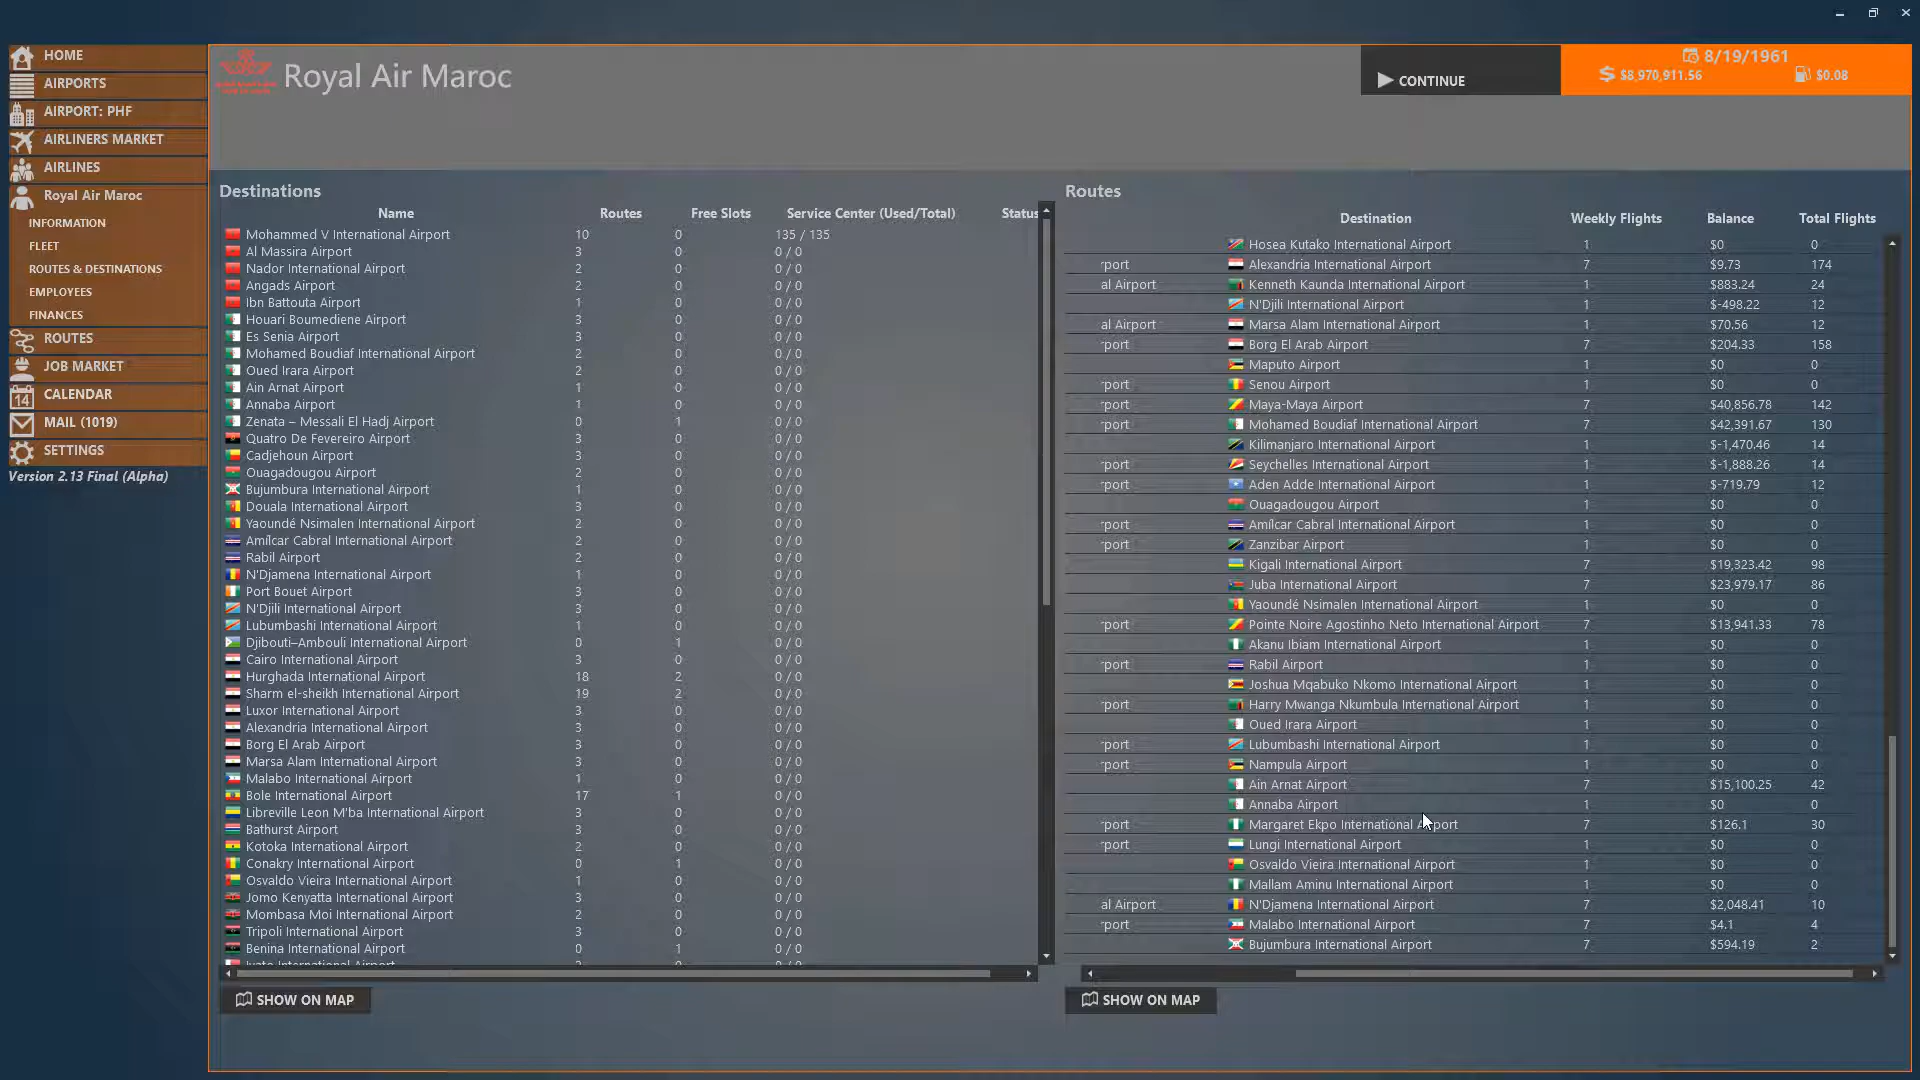 HOME
AIRPORTS
AIRPORT: PHF
AIRLINERS MARKET
AIRLINES
Royal Air Maroc
INFORMATION
FLEET
ROUTES & DESTINATIONS
EMPLOYEES
FINANCES
ROUTES
JOB MARKET
14 CALENDAR
MAIL (1019)
SETTINGS
Version 2.13 Final (Alpha)
Royal Air Maroc
CONTINUE
8/19/1961
$8,970,911.56 $0.08
Destinations
Name Routes Free Slots Service Center (Used/Total) Status
Mohammed V International Airport 10 0 135 / 135
Al Massira Airport 3 0 0 / 0
Nador International Airport 2 0 0 / 0
Angads Airport 2 0 0 / 0
Ibn Battouta Airport 1 0 0 / 0
Houari Boumediene Airport 3 0 0 / 0
Es Senia Airport 3 0 0 / 0
Mohamed Boudiaf International Airport 2 0 0 / 0
Oued Irara Airport 2 0 0 / 0
Ain Arnat Airport 1 0 0 / 0
Annaba Airport 1 0 0 / 0
Zenata – Messali El Hadj Airport 0 1 0 / 0
Quatro De Fevereiro Airport 3 0 0 / 0
Cadjehoun Airport 3 0 0 / 0
Ouagadougou Airport 2 0 0 / 0
Bujumbura International Airport 1 0 0 / 0
Douala International Airport 3 0 0 / 0
Yaoundé Nsimalen International Airport 2 0 0 / 0
Amílcar Cabral International Airport 2 0 0 / 0
Rabil Airport 2 0 0 / 0
N'Djamena International Airport 1 0 0 / 0
Port Bouet Airport 3 0 0 / 0
N'Djili International Airport 3 0 0 / 0
Lubumbashi International Airport 1 0 0 / 0
Djibouti–Ambouli International Airport 0 1 0 / 0
Cairo International Airport 3 0 0 / 0
Hurghada International Airport 18 2 0 / 0
Sharm el-sheikh International Airport 19 2 0 / 0
Luxor International Airport 3 0 0 / 0
Alexandria International Airport 3 0 0 / 0
Borg El Arab Airport 3 0 0 / 0
Marsa Alam International Airport 3 0 0 / 0
Malabo International Airport 1 0 0 / 0
Bole International Airport 17 1 0 / 0
Libreville Leon M'ba International Airport 3 0 0 / 0
Bathurst Airport 3 0 0 / 0
Kotoka International Airport 2 0 0 / 0
Conakry International Airport 0 1 0 / 0
Osvaldo Vieira International Airport 1 0 0 / 0
Jomo Kenyatta International Airport 3 0 0 / 0
Mombasa Moi International Airport 2 0 0 / 0
Tripoli International Airport 3 0 0 / 0
Benina International Airport 0 1 0 / 0
SHOW ON MAP
Routes
Destination Weekly Flights Balance Total Flights
Hosea Kutako International Airport 1 $0 0
rport Alexandria International Airport 7 $9.73 174
al Airport Kenneth Kaunda International Airport 1 $883.24 24
N'Djili International Airport 1 $-498.22 12
al Airport Marsa Alam International Airport 1 $70.56 12
rport Borg El Arab Airport 7 $204.33 158
Maputo Airport 1 $0 0
rport Senou Airport 1 $0 0
rport Maya-Maya Airport 7 $40,856.78 142
rport Mohamed Boudiaf International Airport 7 $42,391.67 130
Kilimanjaro International Airport 1 $-1,470.46 14
rport Seychelles International Airport 1 $-1,888.26 14
rport Aden Adde International Airport 1 $-719.79 12
Ouagadougou Airport 1 $0 0
rport Amílcar Cabral International Airport 1 $0 0
rport Zanzibar Airport 1 $0 0
Kigali International Airport 7 $19,323.42 98
Juba International Airport 7 $23,979.17 86
Yaoundé Nsimalen International Airport 1 $0 0
rport Pointe Noire Agostinho Neto International Airport 7 $13,941.33 78
Akanu Ibiam International Airport 1 $0 0
rport Rabil Airport 1 $0 0
Joshua Mqabuko Nkomo International Airport 1 $0 0
rport Harry Mwanga Nkumbula International Airport 1 $0 0
Oued Irara Airport 1 $0 0
rport Lubumbashi International Airport 1 $0 0
rport Nampula Airport 1 $0 0
Ain Arnat Airport 7 $15,100.25 42
Annaba Airport 1 $0 0
rport Margaret Ekpo International Airport 7 $126.1 30
rport Lungi International Airport 1 $0 0
Osvaldo Vieira International Airport 1 $0 0
Mallam Aminu International Airport 1 $0 0
al Airport N'Djamena International Airport 7 $2,048.41 10
rport Malabo International Airport 7 $4.1 4
Bujumbura International Airport 7 $594.19 2
SHOW ON MAP